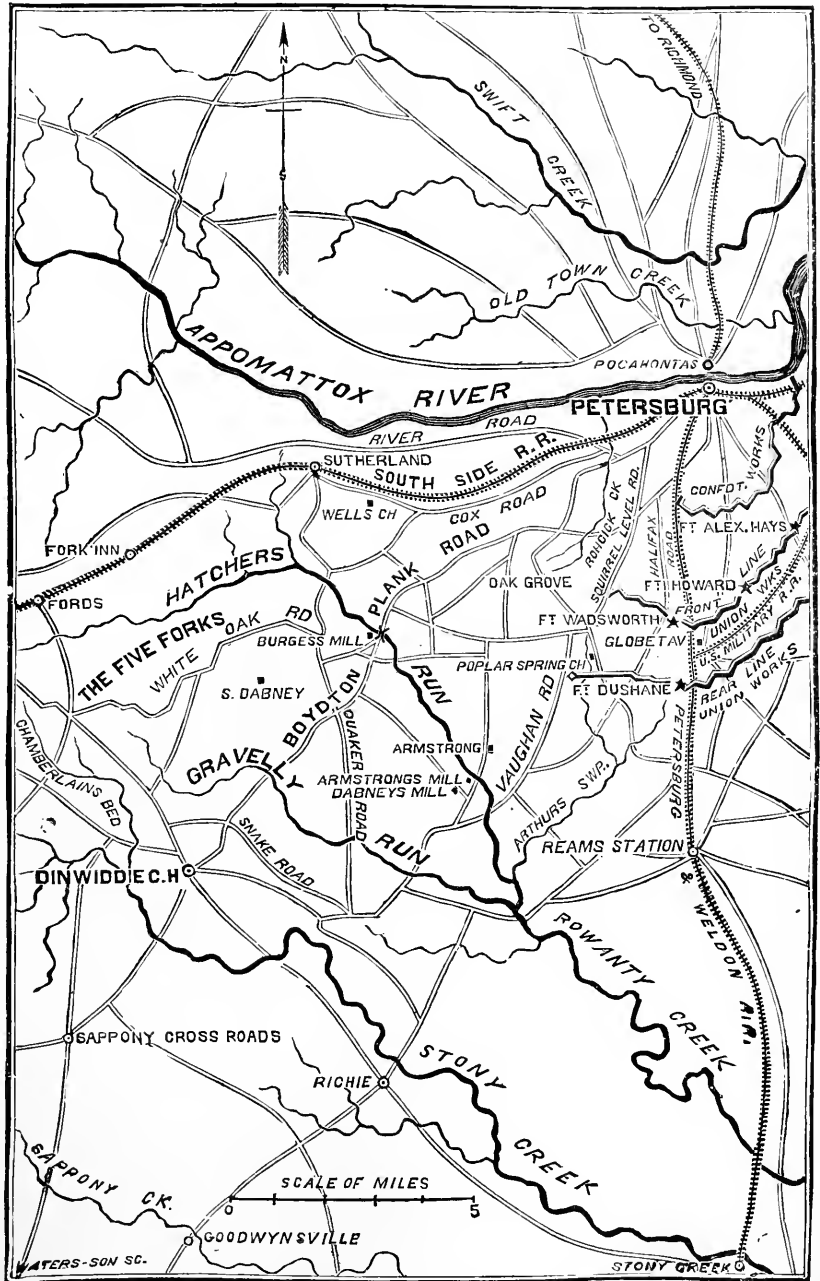 TO RICHMOND
N
SWIFT CREEK
S
OLD TOWN CREEK
APPOMATTOX RIVER
POCAHONTAS
PETERSBURG
RIVER ROAD
SUTHERLAND
SOUTH SIDE R.R.
CONFDT. WORKS
WELLS CH
COX ROAD
FT ALEX. HAYS
FORK INN
PLANK ROAD
SQUIRREL LEVEL RD.
HALIFAX ROAD
HATCHERS
OAK GROVE
FT HOWARD
FRONT LINE
UNION WKS
FORDS
FT WADSWORTH
THE FIVE FORKS
WHITE OAK RD
BURGESS MILL
GLOBE TAV
U.S. MILITARY R.R.
POPLAR SPRING CH
S. DABNEY
RUN
FT DUSHANE
REAR LINE
UNION WORKS
BOYDTON
QUAKER ROAD
VAUGHAN RD
PETERSBURG
CHAMBERLAINS BED
GRAVELLY
ARMSTRONG
ARMSTRONGS MILL
DABNEYS MILL
ARTHURS SWP.
SNAKE ROAD
RUN
REAMS STATION
DINWIDDIE C.H
& WELDON R.R.
ROWANTY CREEK
SAPPONY CROSS ROADS
STONY CREEK
RICHIE
SAPPONY CK.
SCALE OF MILES
0 5
GOODWYNSVILLE
WATERS-SON SC.
STONY CREEK